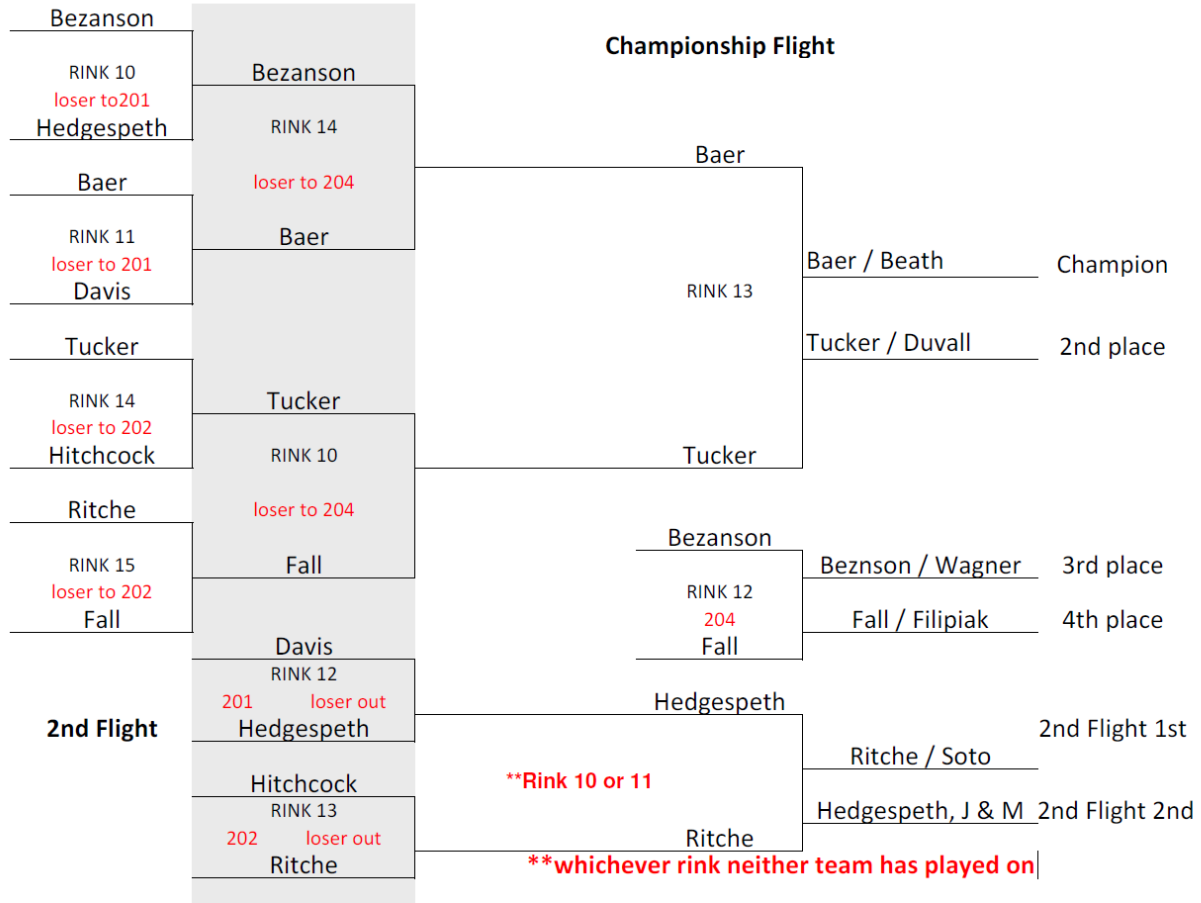 Bezanson
Championship Flight
RINK 10
Bezanson
loser to201
Hedgespeth
RINK 14
Baer
Baer
loser to 204
RINK 11
Baer
loser to 201
Davis
Baer / Beath
Champion
RINK 13
Tucker
Tucker / Duvall
2nd place
RINK 14
Tucker
loser to 202
Hitchcock
RINK 10
Tucker
Ritche
loser to 204
Bezanson
RINK 15
Fall
Beznson / Wagner
3rd place
loser to 202
RINK 12
Fall
204
Fall / Filipiak
4th place
Davis
Fall
RINK 12
201 loser out
Hedgespeth
2nd Flight
Hedgespeth
2nd Flight 1st
Ritche / Soto
Hitchcock
**Rink 10 or 11
RINK 13
Hedgespeth, J & M
2nd Flight 2nd
202 loser out
Ritche
Ritche
**whichever rink neither team has played on